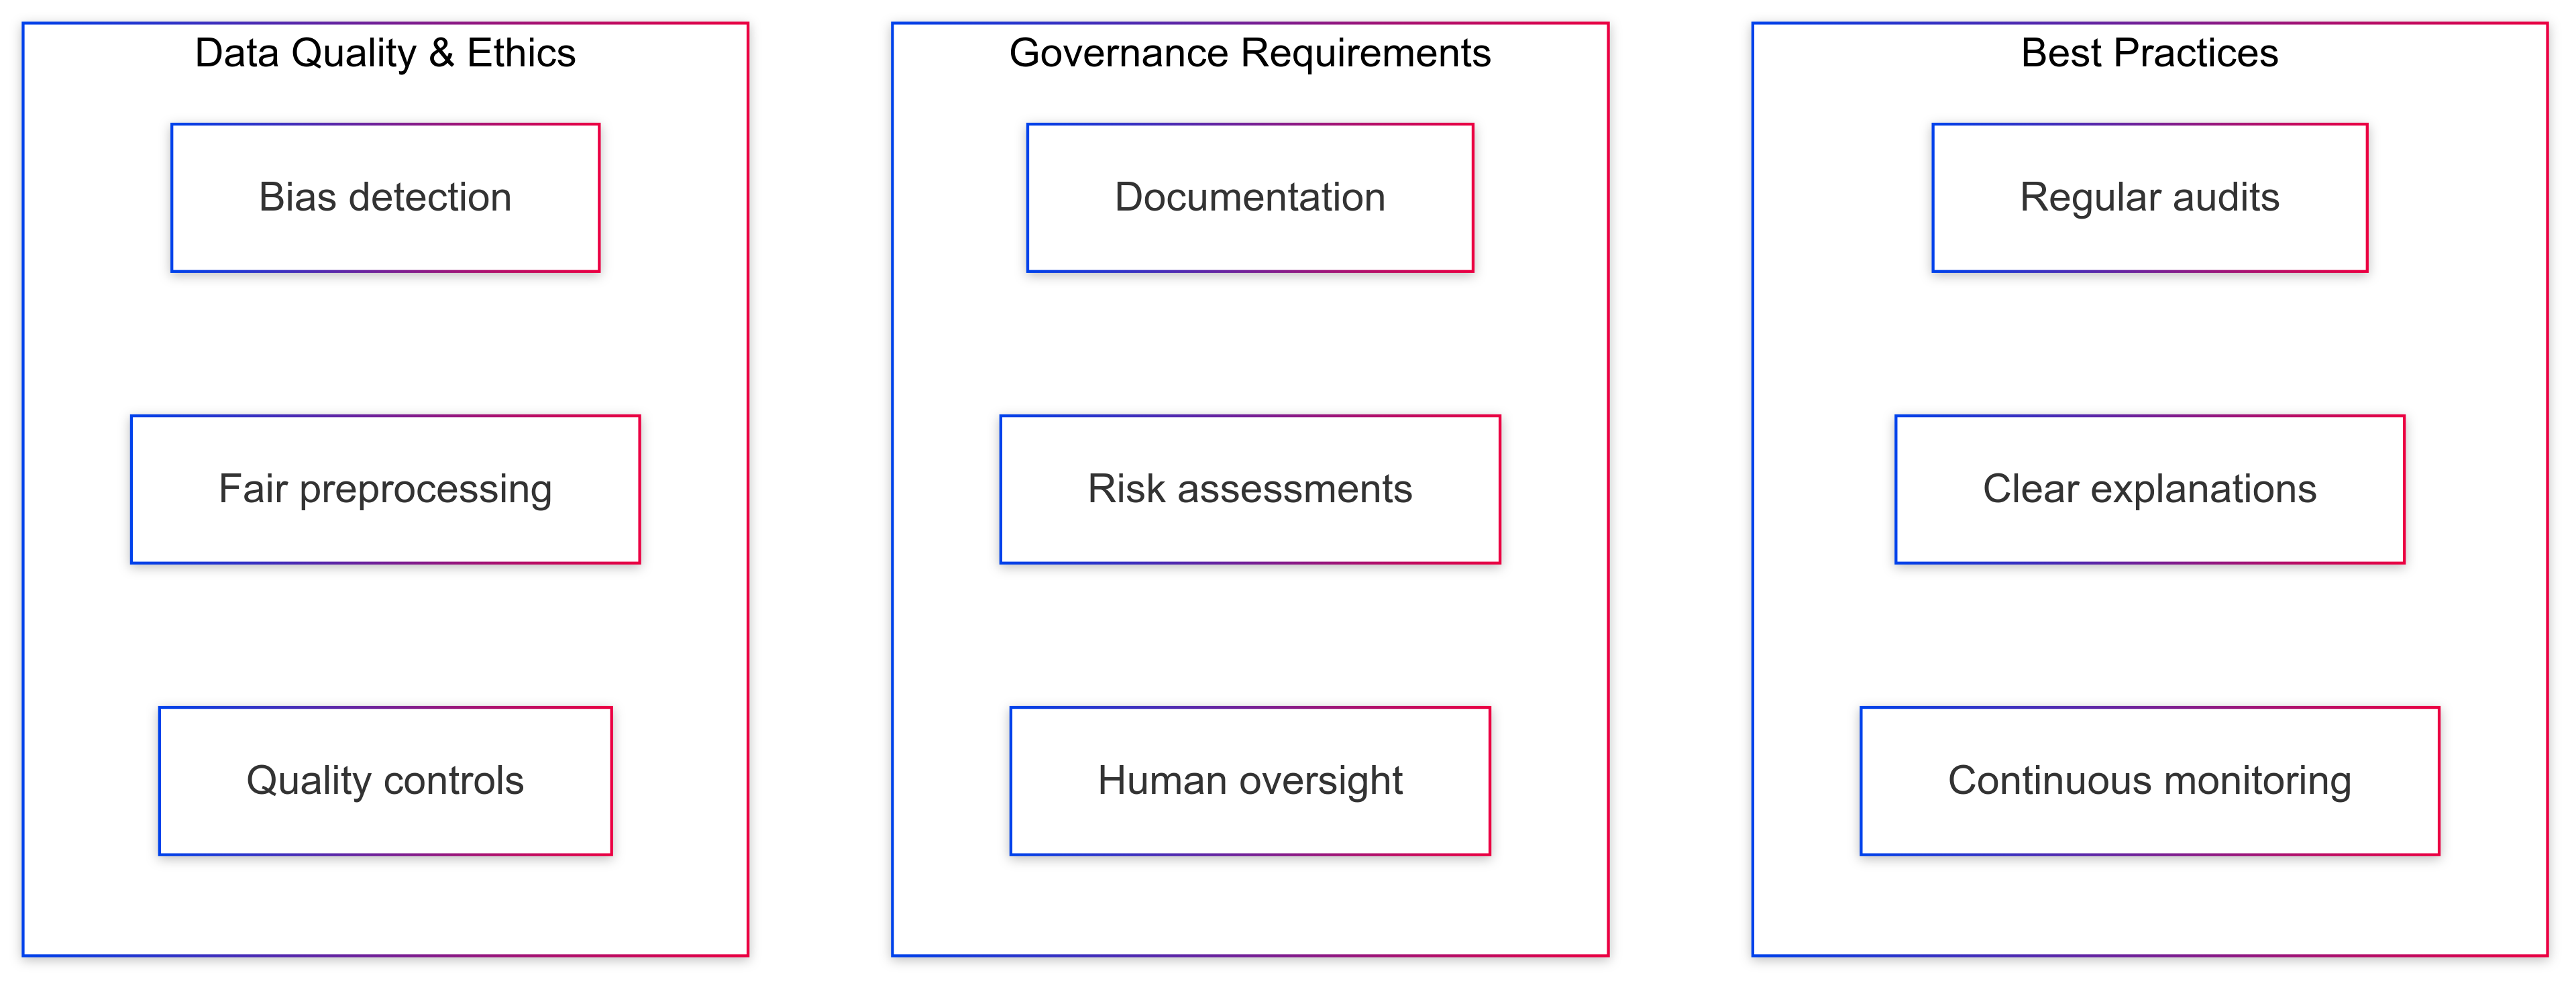 Data Quality & Ethics
Bias detection
Fair preprocessing
Quality controls
Governance Requirements
Documentation
Risk assessments
Human oversight
Best Practices
Regular audits
Clear explanations
Continuous monitoring